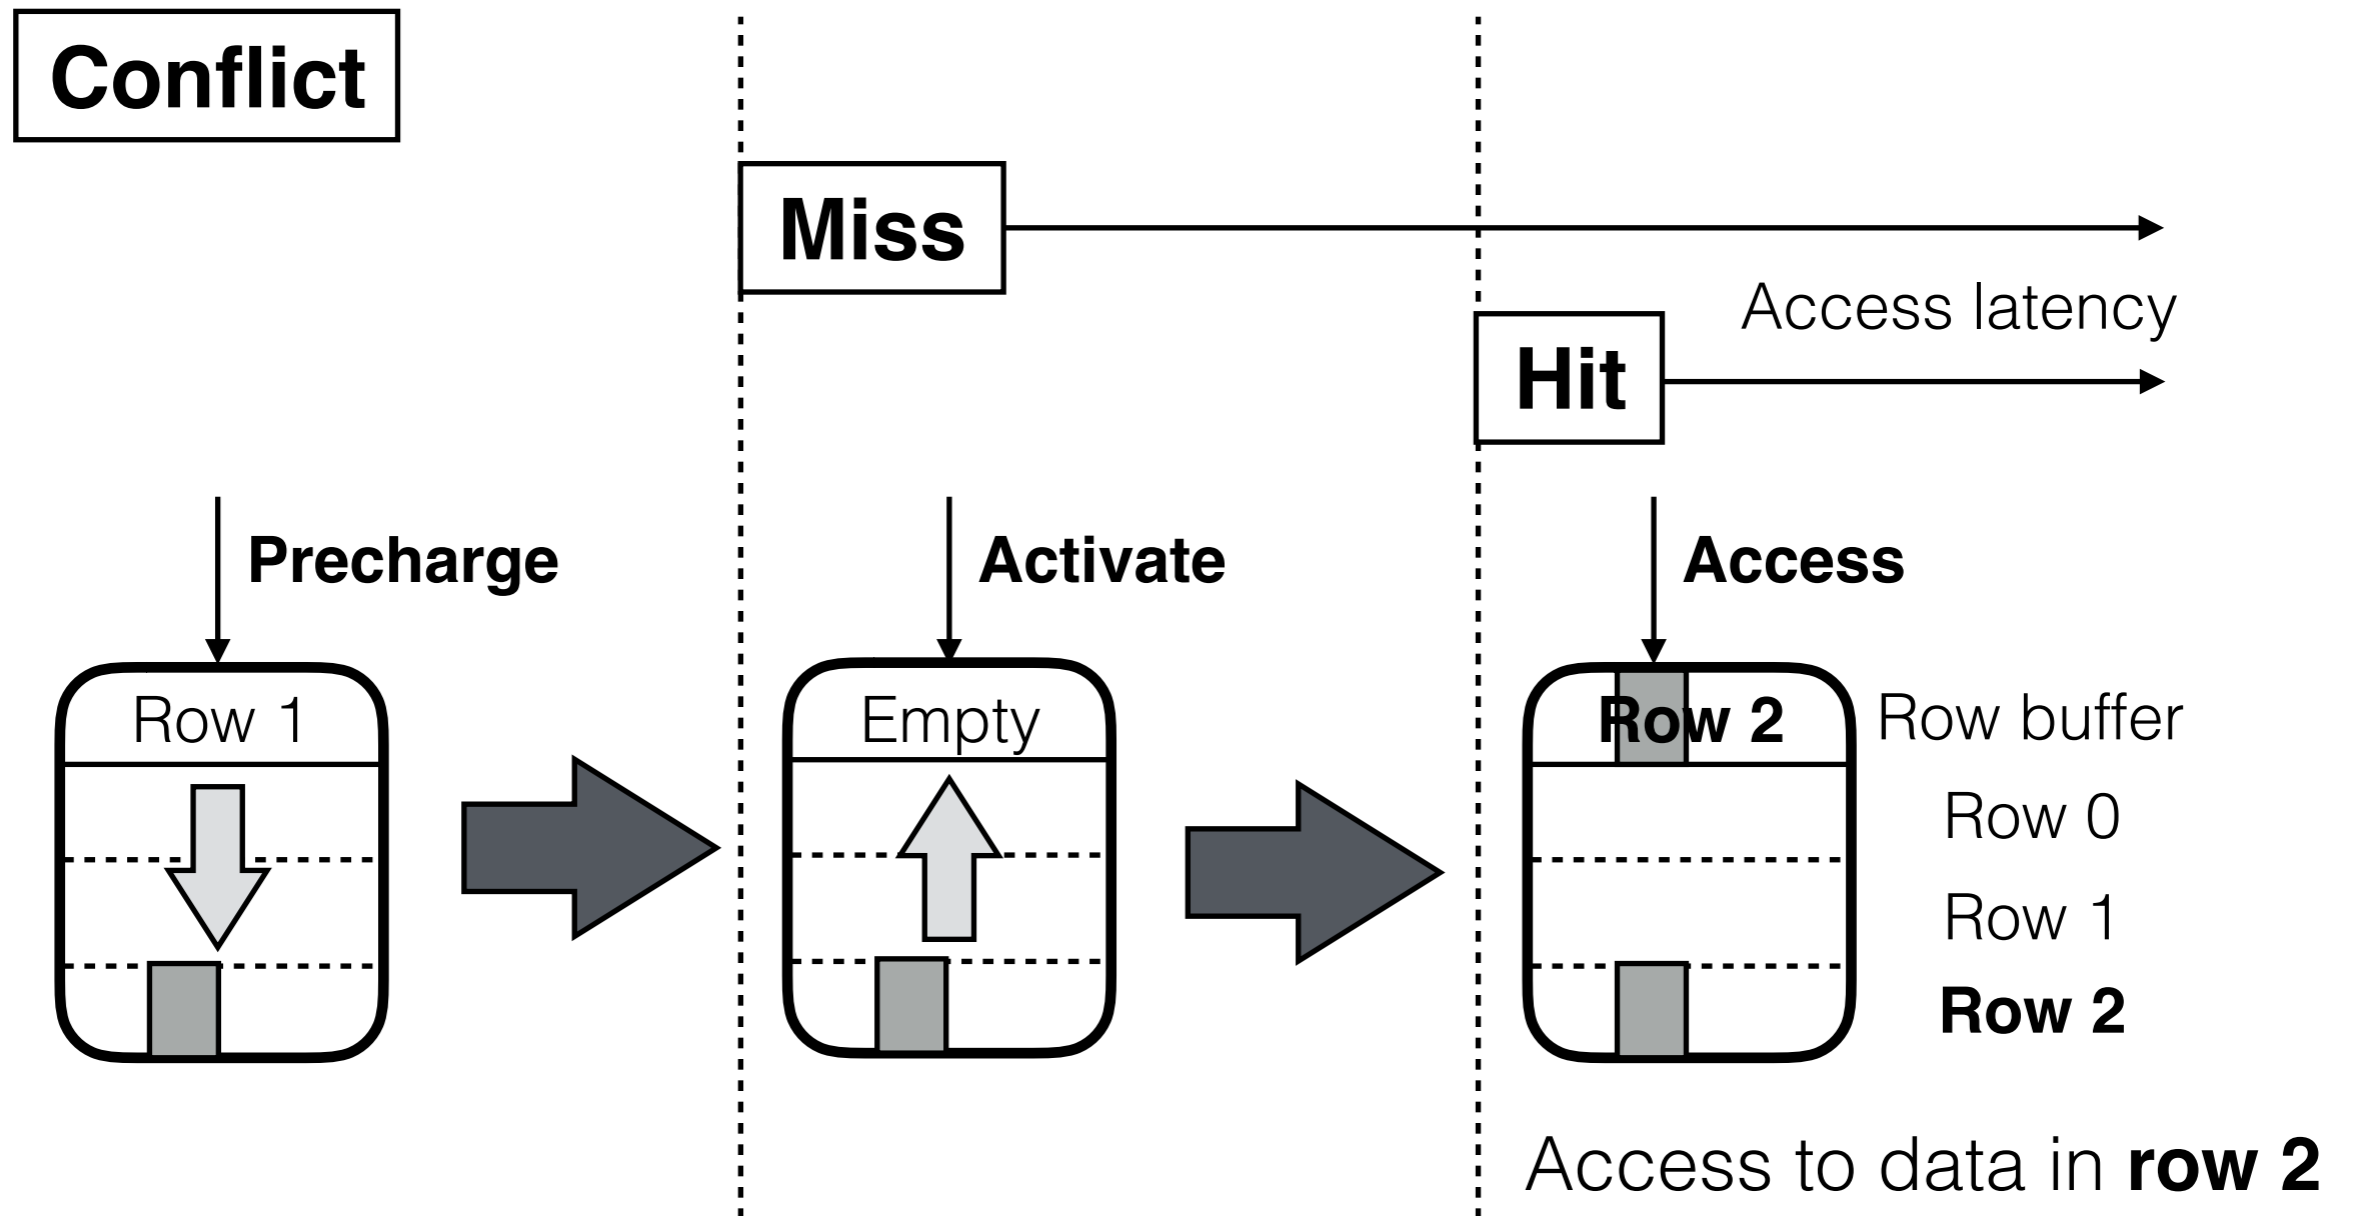 Conflict
Miss
Access latency
Hit
Precharge
Activate
Access
Row 1
Empty
Row 2
Row buffer
Row 0
Row 1
Row 2
Access to data in row 2